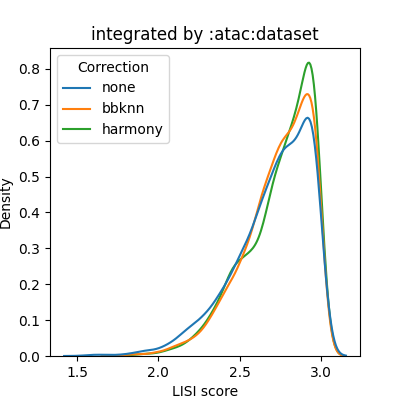 integrated by :atac:dataset
Correction
none
bbknn
harmony
Density
0.8
0.7
0.6
0.5
0.4
0.3
0.2
0.1
0.0
1.5 2.0 2.5 3.0
LISI score